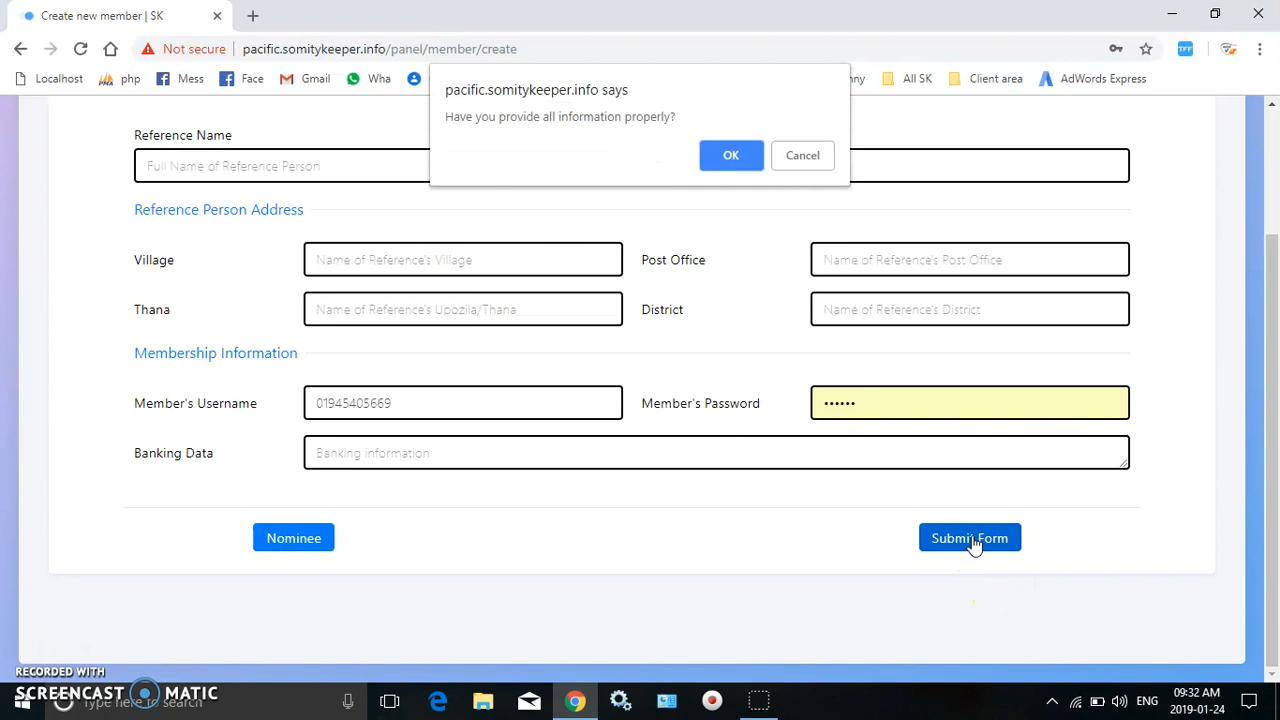 Create new member | SK
Not secure pacific.somitykeeper.info/panel/member/create
Localhost php Mess Face Gmail Wha nny All SK Client area AdWords Express
pacific.somitykeeper.info says
Have you provide all information properly?
OK Cancel
Reference Name
Full Name of Reference Person
Reference Person Address
Village Name of Reference's Village Post Office Name of Reference's Post Office
Thana Name of Reference's Upozila/Thana District Name of Reference's District
Membership Information
Member's Username 01945405669 Member's Password ••••••
Banking Data Banking information
Nominee Submit Form
RECORDED WITH
SCREENCAST MATIC
Type here to search
ENG
09:32 AM
2019-01-24